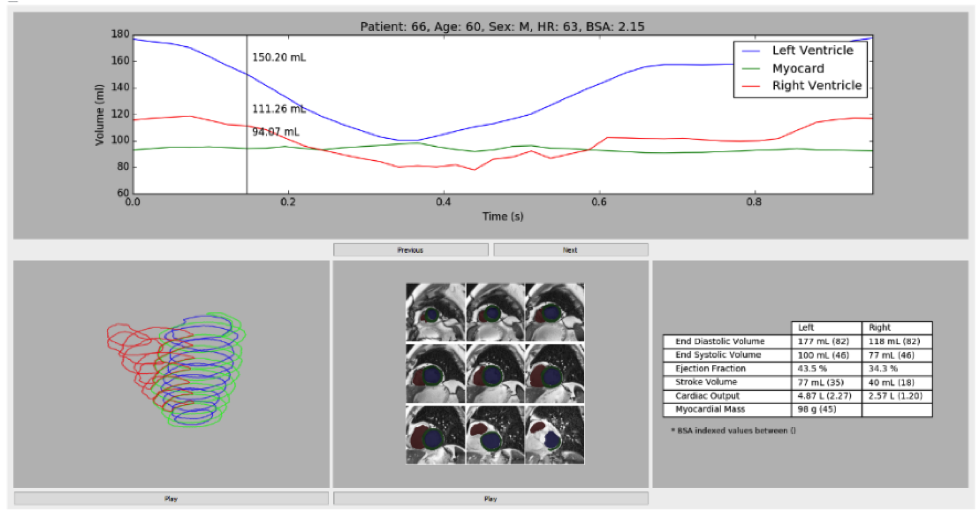 Patient: 66, Age: 60, Sex: M, HR: 63, BSA: 2.15
Volume (ml)
180
160
140
120
100
80
60
150.20 mL
111.26 mL
94.07 mL
Left Ventricle
Myocard
Right Ventricle
0.0 0.2 0.4 0.6 0.8
Time (s)
Previous Next
Left Right
End Diastolic Volume 177 mL (82) 118 mL (82)
End Systolic Volume 100 mL (46) 77 mL (46)
Ejection Fraction 43.5 % 34.3 %
Stroke Volume 77 mL (35) 40 mL (18)
Cardiac Output 4.87 L (2.27) 2.57 L (1.20)
Myocardial Mass 98 g (45)
* BSA indexed values between ()
Play Play